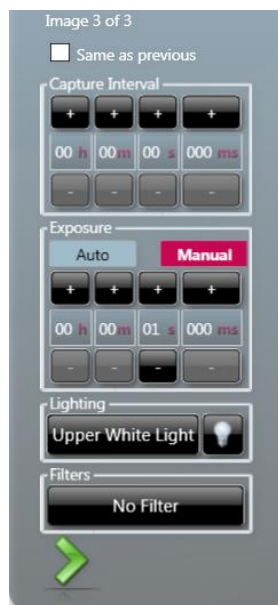 Image 3 of 3
Same as previous
Capture Interval
+ + + +
00 h 00 m 00 s 000 ms
- - - -
Exposure
Auto Manual
+ + + +
00 h 00 m 01 s 000 ms
- - - -
Lighting
Upper White Light
Filters
No Filter